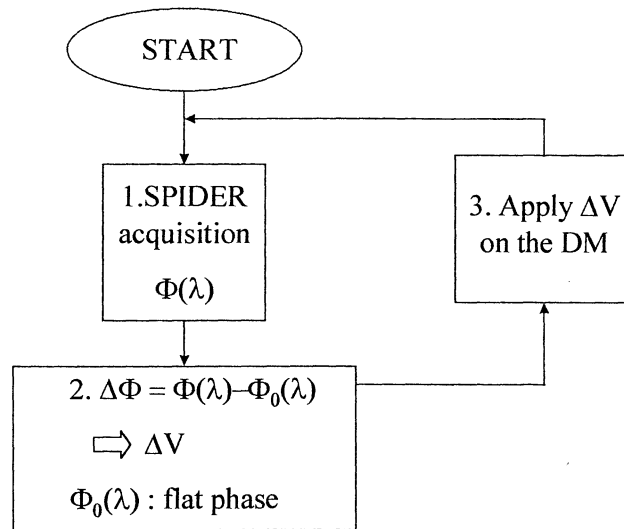 START
1.SPIDER
acquisition
Φ(λ)
2. ΔΦ = Φ(λ)–Φ₀(λ)
⇨ ΔV
Φ₀(λ) : flat phase
3. Apply ΔV
on the DM